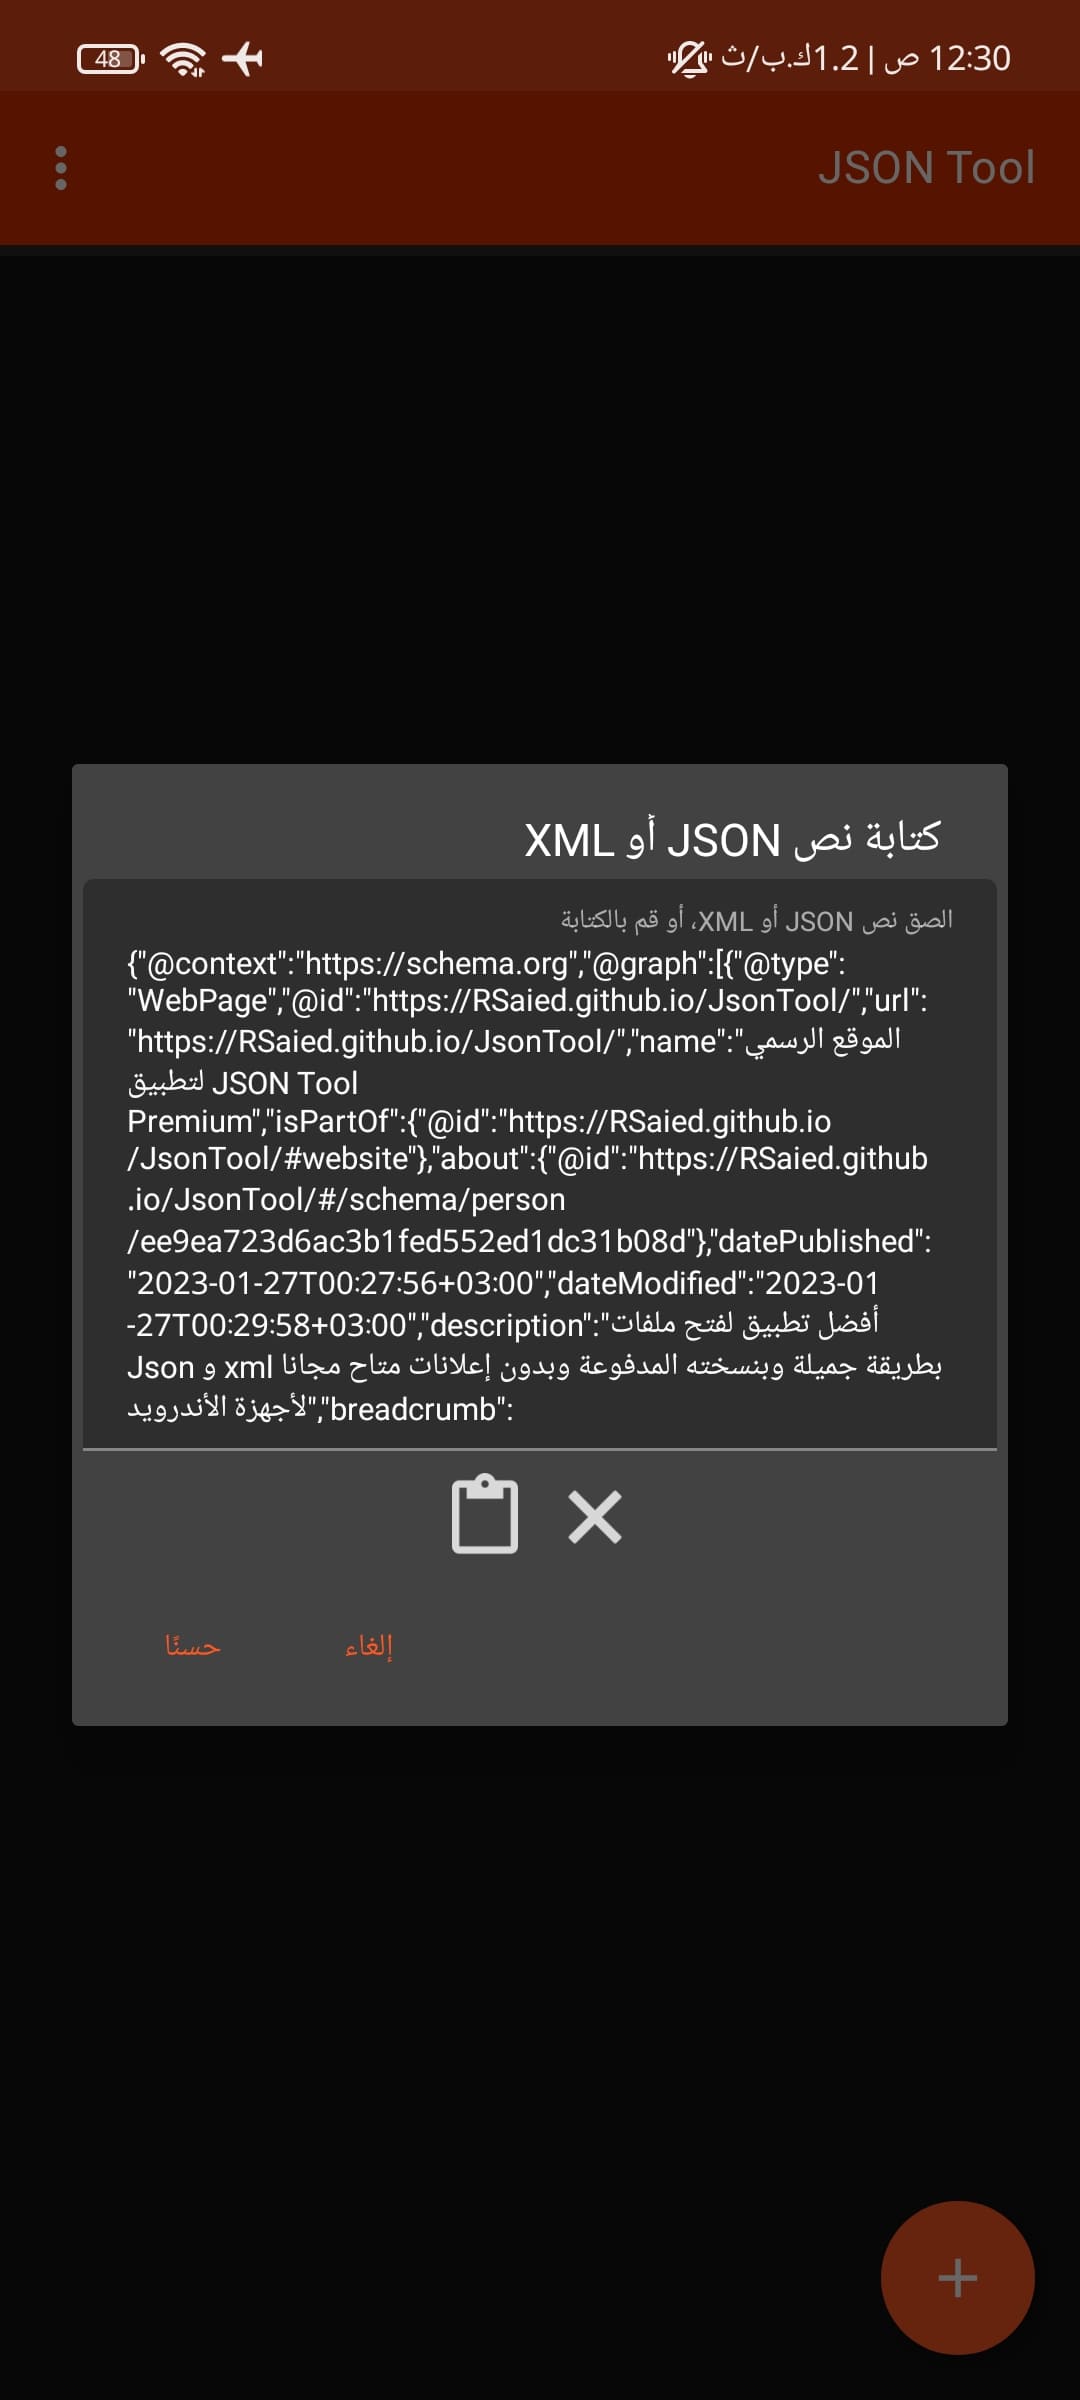 12:30 ص | 1.2ك.ب/ث
48
JSON Tool
كتابة نص JSON أو XML
الصق نص JSON أو XML، أو قم بالكتابة
{"@context":"https://schema.org","@graph":[{"@type":
"WebPage","@id":"https://RSaied.github.io/JsonTool/","url":
"https://RSaied.github.io/JsonTool/","name":"الموقع الرسمي
لتطبيق JSON Tool
Premium","isPartOf":{"@id":"https://RSaied.github.io
/JsonTool/#website"},"about":{"@id":"https://RSaied.github
.io/JsonTool/#/schema/person
/ee9ea723d6ac3b1fed552ed1dc31b08d"},"datePublished":
"2023-01-27T00:27:56+03:00","dateModified":"2023-01
-27T00:29:58+03:00","description":"أفضل تطبيق لفتح ملفات
Json و xml بطريقة جميلة وبنسخته المدفوعة وبدون إعلانات متاح مجانا
لأجهزة الأندرويد","breadcrumb":
إلغاء
حسنًا